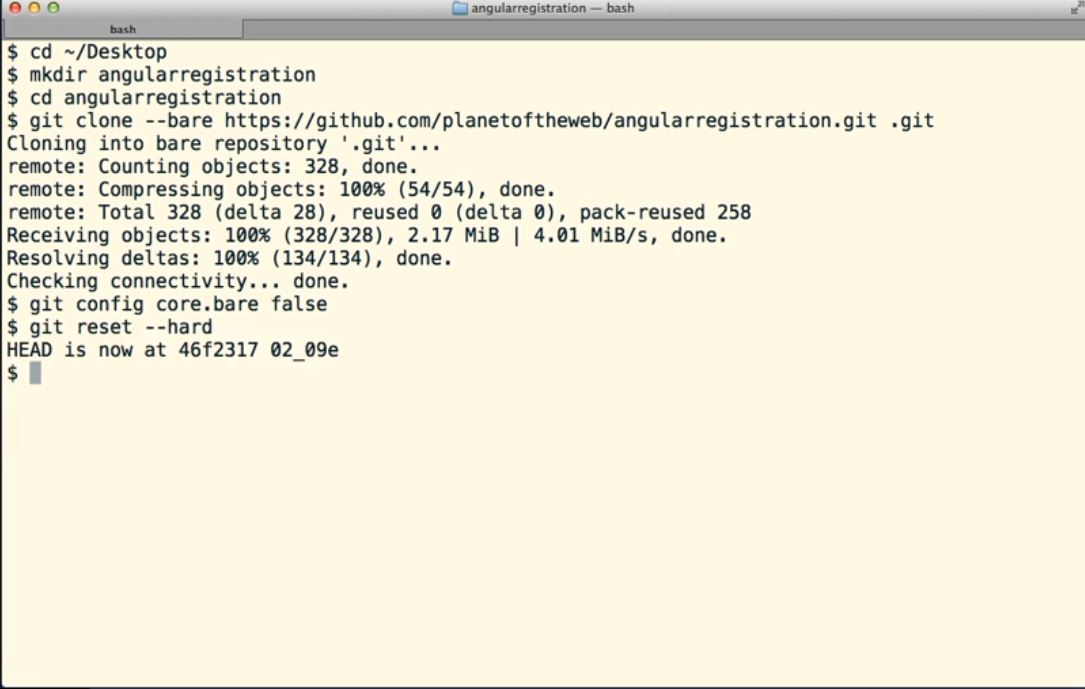 angularregistration — bash
bash
$ cd ~/Desktop
$ mkdir angularregistration
$ cd angularregistration
$ git clone --bare https://github.com/planetoftheweb/angularregistration.git .git
Cloning into bare repository '.git'...
remote: Counting objects: 328, done.
remote: Compressing objects: 100% (54/54), done.
remote: Total 328 (delta 28), reused 0 (delta 0), pack-reused 258
Receiving objects: 100% (328/328), 2.17 MiB | 4.01 MiB/s, done.
Resolving deltas: 100% (134/134), done.
Checking connectivity... done.
$ git config core.bare false
$ git reset --hard
HEAD is now at 46f2317 02_09e
$